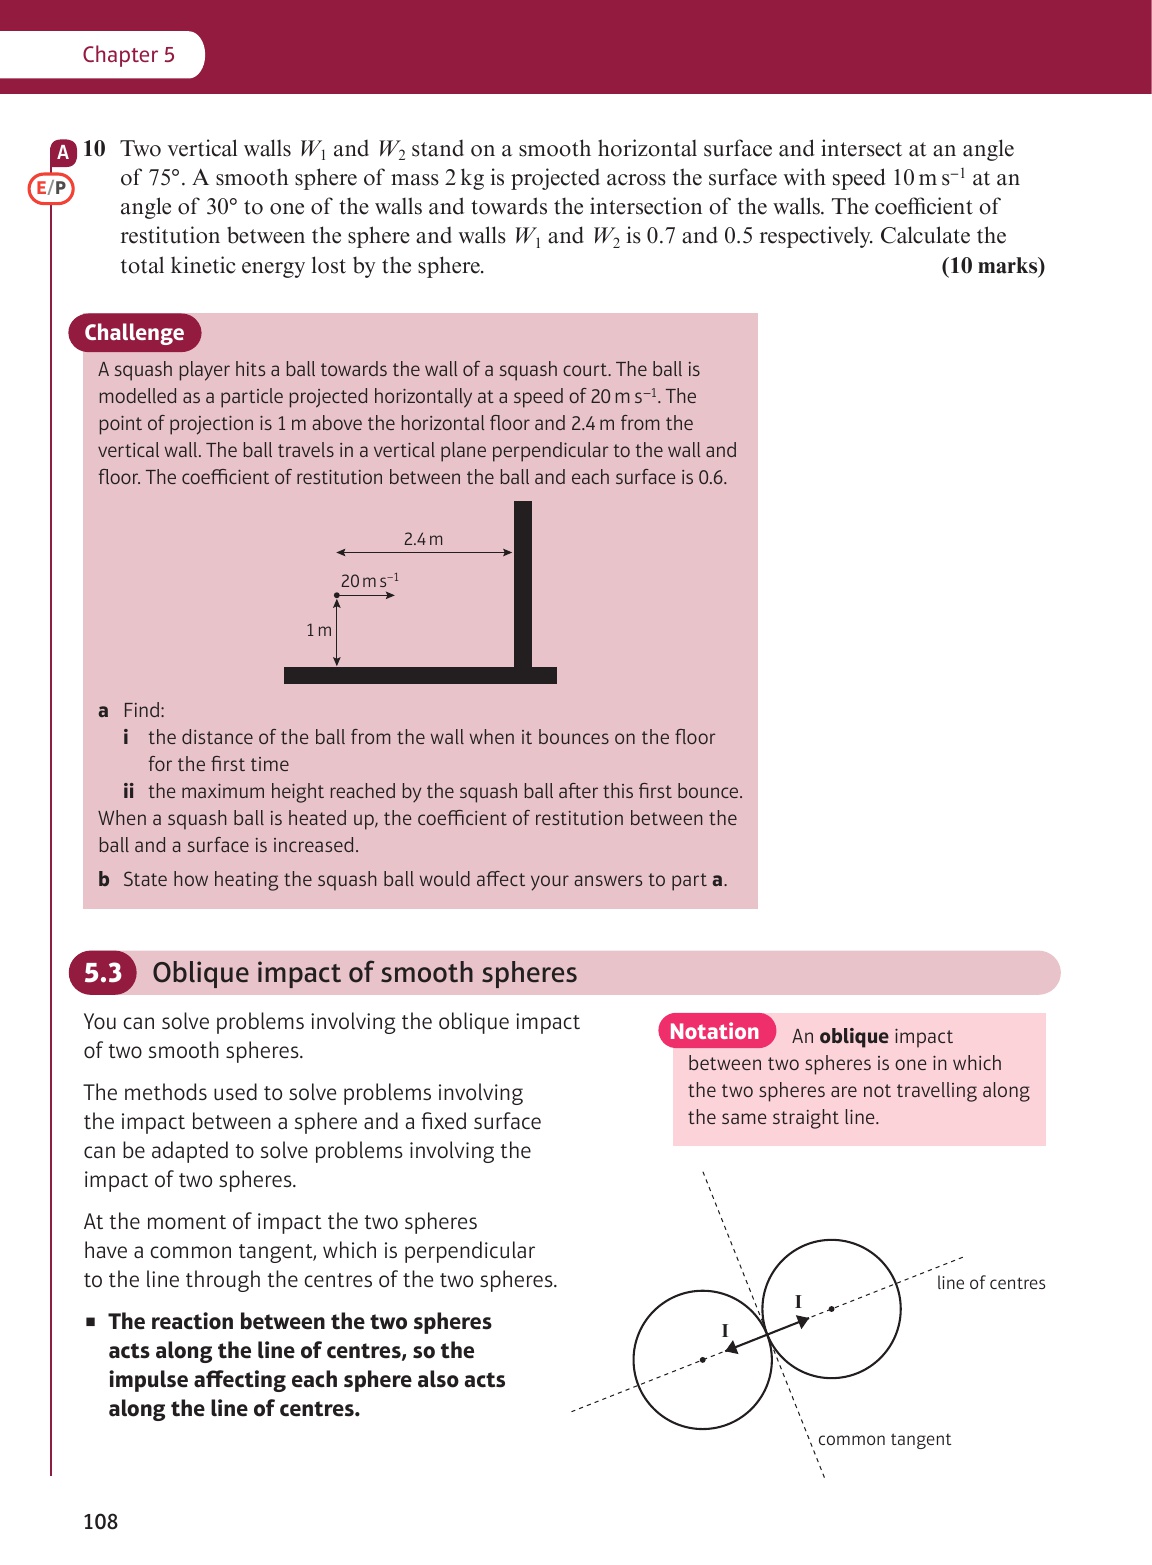 Chapter 5
A
E/P
10 Two vertical walls W₁ and W₂ stand on a smooth horizontal surface and intersect at an angle
of 75°. A smooth sphere of mass 2 kg is projected across the surface with speed 10 m s⁻¹ at an
angle of 30° to one of the walls and towards the intersection of the walls. The coefficient of
restitution between the sphere and walls W₁ and W₂ is 0.7 and 0.5 respectively. Calculate the
total kinetic energy lost by the sphere. (10 marks)
Challenge
A squash player hits a ball towards the wall of a squash court. The ball is
modelled as a particle projected horizontally at a speed of 20 m s⁻¹. The
point of projection is 1 m above the horizontal floor and 2.4 m from the
vertical wall. The ball travels in a vertical plane perpendicular to the wall and
floor. The coefficient of restitution between the ball and each surface is 0.6.
2.4 m
20 m s⁻¹
1 m
a Find:
i the distance of the ball from the wall when it bounces on the floor
for the first time
ii the maximum height reached by the squash ball after this first bounce.
When a squash ball is heated up, the coefficient of restitution between the
ball and a surface is increased.
b State how heating the squash ball would affect your answers to part a.
5.3 Oblique impact of smooth spheres
You can solve problems involving the oblique impact
of two smooth spheres.
The methods used to solve problems involving
the impact between a sphere and a fixed surface
can be adapted to solve problems involving the
impact of two spheres.
At the moment of impact the two spheres
have a common tangent, which is perpendicular
to the line through the centres of the two spheres.
■ The reaction between the two spheres
acts along the line of centres, so the
impulse affecting each sphere also acts
along the line of centres.
Notation An oblique impact
between two spheres is one in which
the two spheres are not travelling along
the same straight line.
line of centres
I
I
common tangent
108